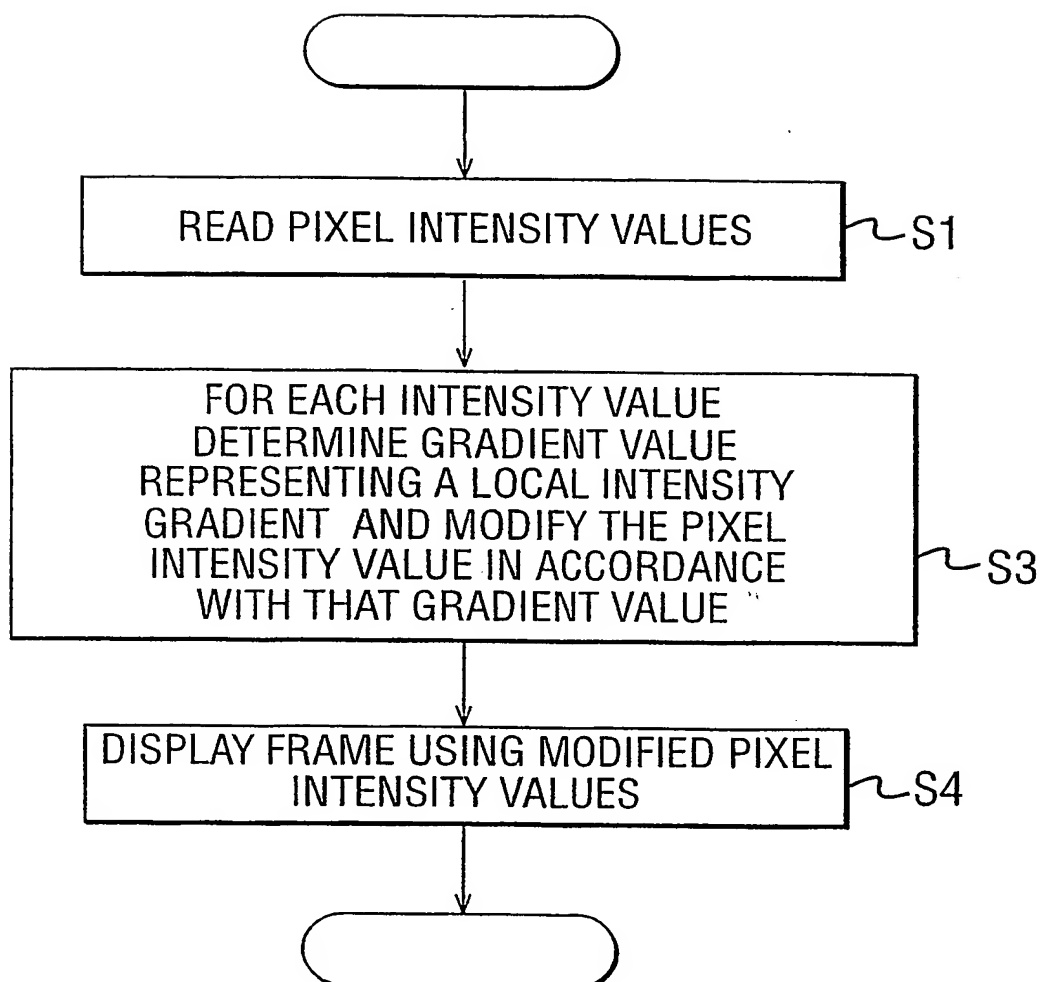 READ PIXEL INTENSITY VALUES
S1
FOR EACH INTENSITY VALUE
DETERMINE GRADIENT VALUE
REPRESENTING A LOCAL INTENSITY
GRADIENT AND MODIFY THE PIXEL
INTENSITY VALUE IN ACCORDANCE
WITH THAT GRADIENT VALUE
S3
DISPLAY FRAME USING MODIFIED PIXEL
INTENSITY VALUES
S4